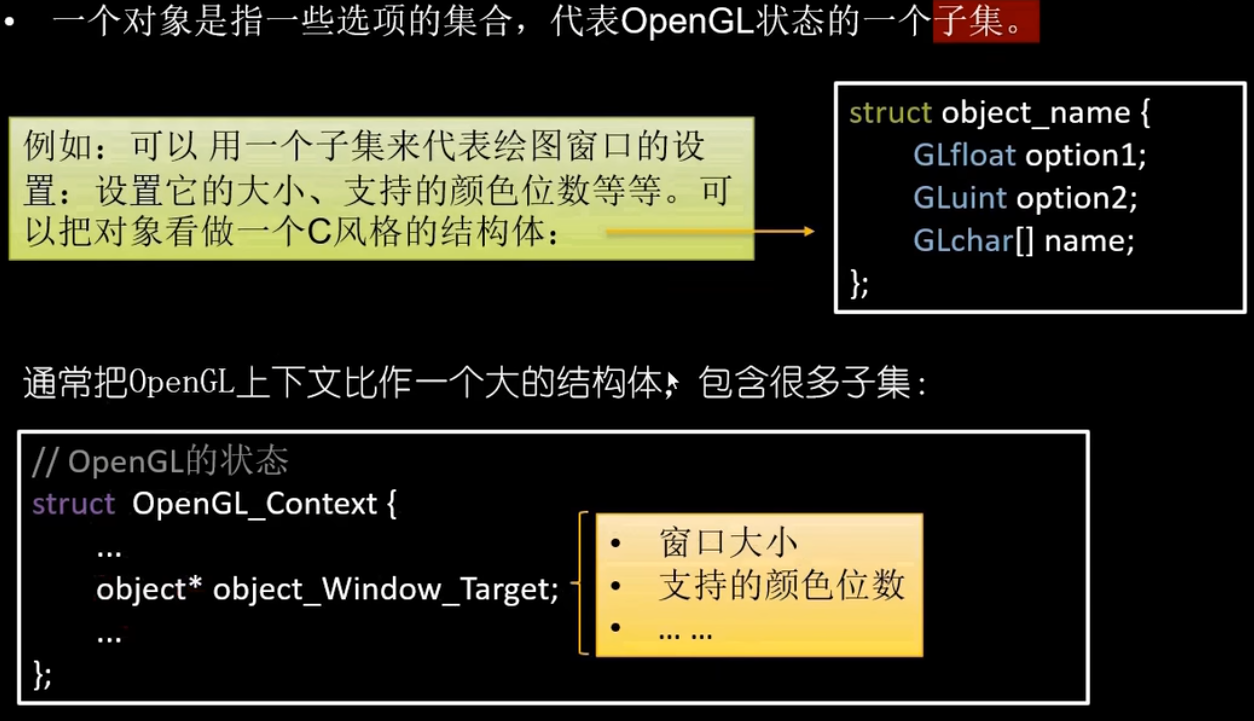 • 一个对象是指一些选项的集合，代表OpenGL状态的一个子集。
例如：可以 用一个子集来代表绘图窗口的设
置：设置它的大小、支持的颜色位数等等。可
以把对象看做一个C风格的结构体：
struct object_name {
GLfloat option1;
GLuint option2;
GLchar[] name;
};
通常把OpenGL上下文比作一个大的结构体，包含很多子集：
// OpenGL的状态
struct OpenGL_Context {
...
object* object_Window_Target;
...
};
• 窗口大小
• 支持的颜色位数
• ... ...